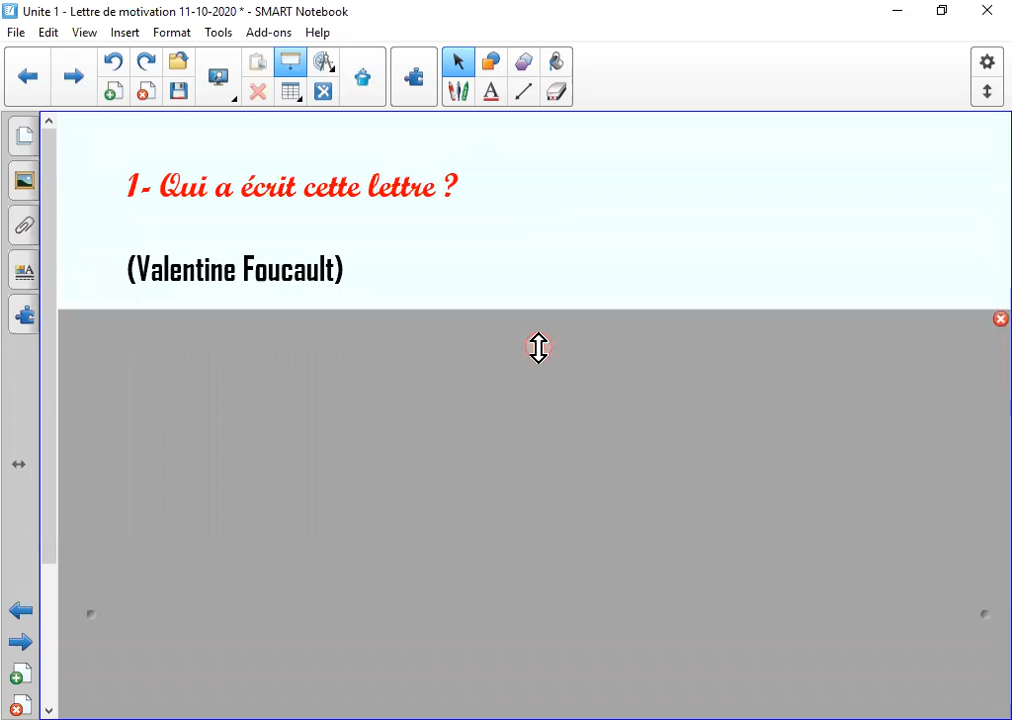 Unite 1 - Lettre de motivation 11-10-2020 * - SMART Notebook
File Edit View Insert Format Tools Add-ons Help
1- Qui a écrit cette lettre ?
(Valentine Foucault)